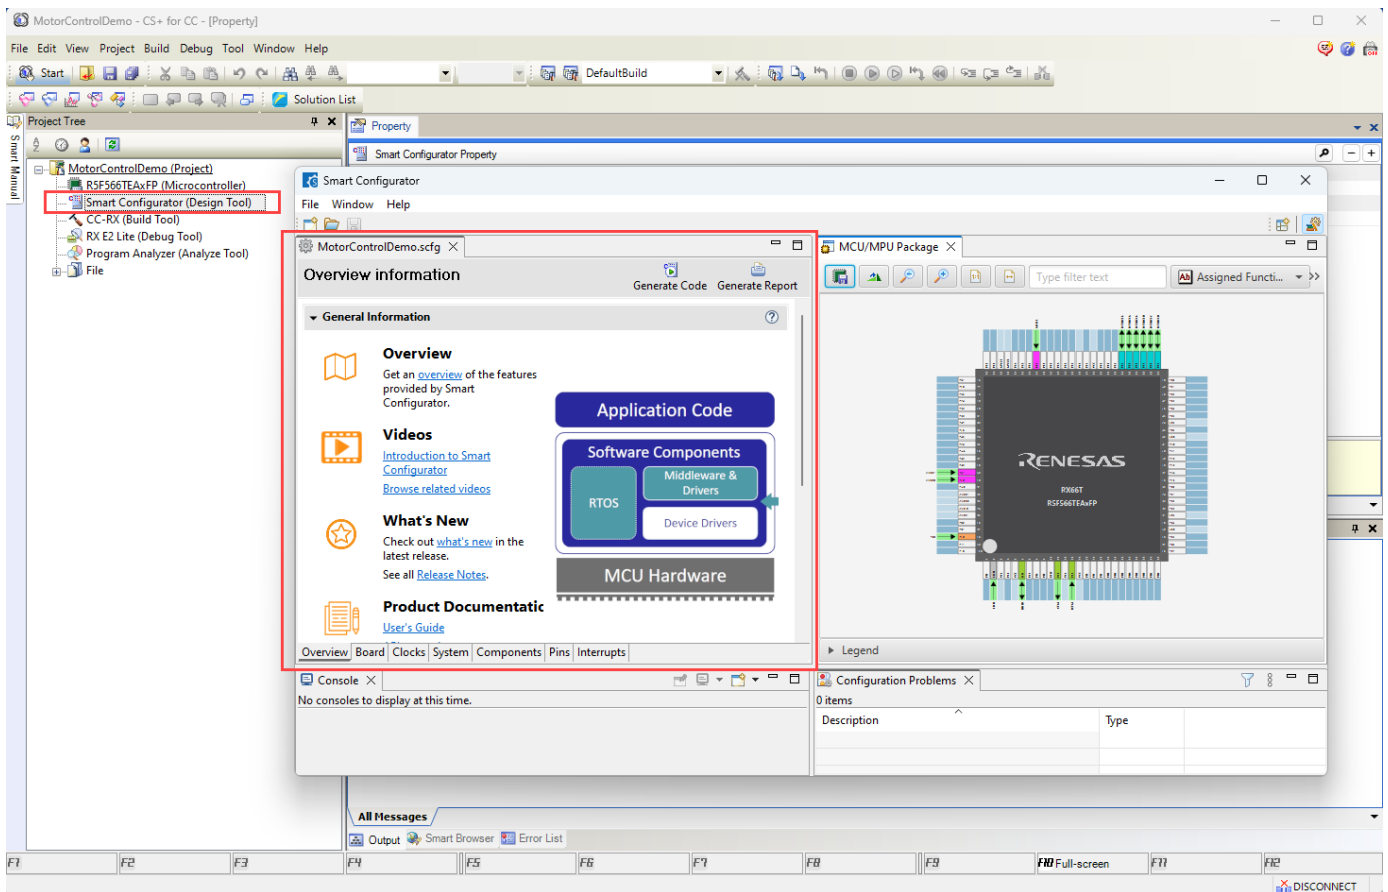 MotorControlDemo - CS+ for CC - [Property]
File Edit View Project Build Debug Tool Window Help
Start
DefaultBuild
Solution List
Smart Manual
Project Tree
Property
Smart Configurator Property
MotorControlDemo (Project)
R5F566TEAxFP (Microcontroller)
Smart Configurator (Design Tool)
CC-RX (Build Tool)
RX E2 Lite (Debug Tool)
Program Analyzer (Analyze Tool)
File
Smart Configurator
File Window Help
MotorControlDemo.scfg
Overview information
Generate Code Generate Report
General Information
Overview
Get an overview of the features
provided by Smart
Configurator.
Videos
Introduction to Smart
Configurator
Browse related videos
What's New
Check out what's new in the
latest release.
See all Release Notes.
Product Documentatic
User's Guide
Application Code
Software Components
RTOS
Middleware &
Drivers
Device Drivers
MCU Hardware
Overview Board Clocks System Components Pins Interrupts
MCU/MPU Package
Type filter text
Assigned Functi...
RENESAS
RX66T
R5F566TEAxFP
Legend
Console
No consoles to display at this time.
Configuration Problems
0 items
Description Type
All Messages
Output Smart Browser Error List
F1 F2 F3 F4 F5 F6 F7 F8 F9 F10 Full-screen F11 F12
DISCONNECT